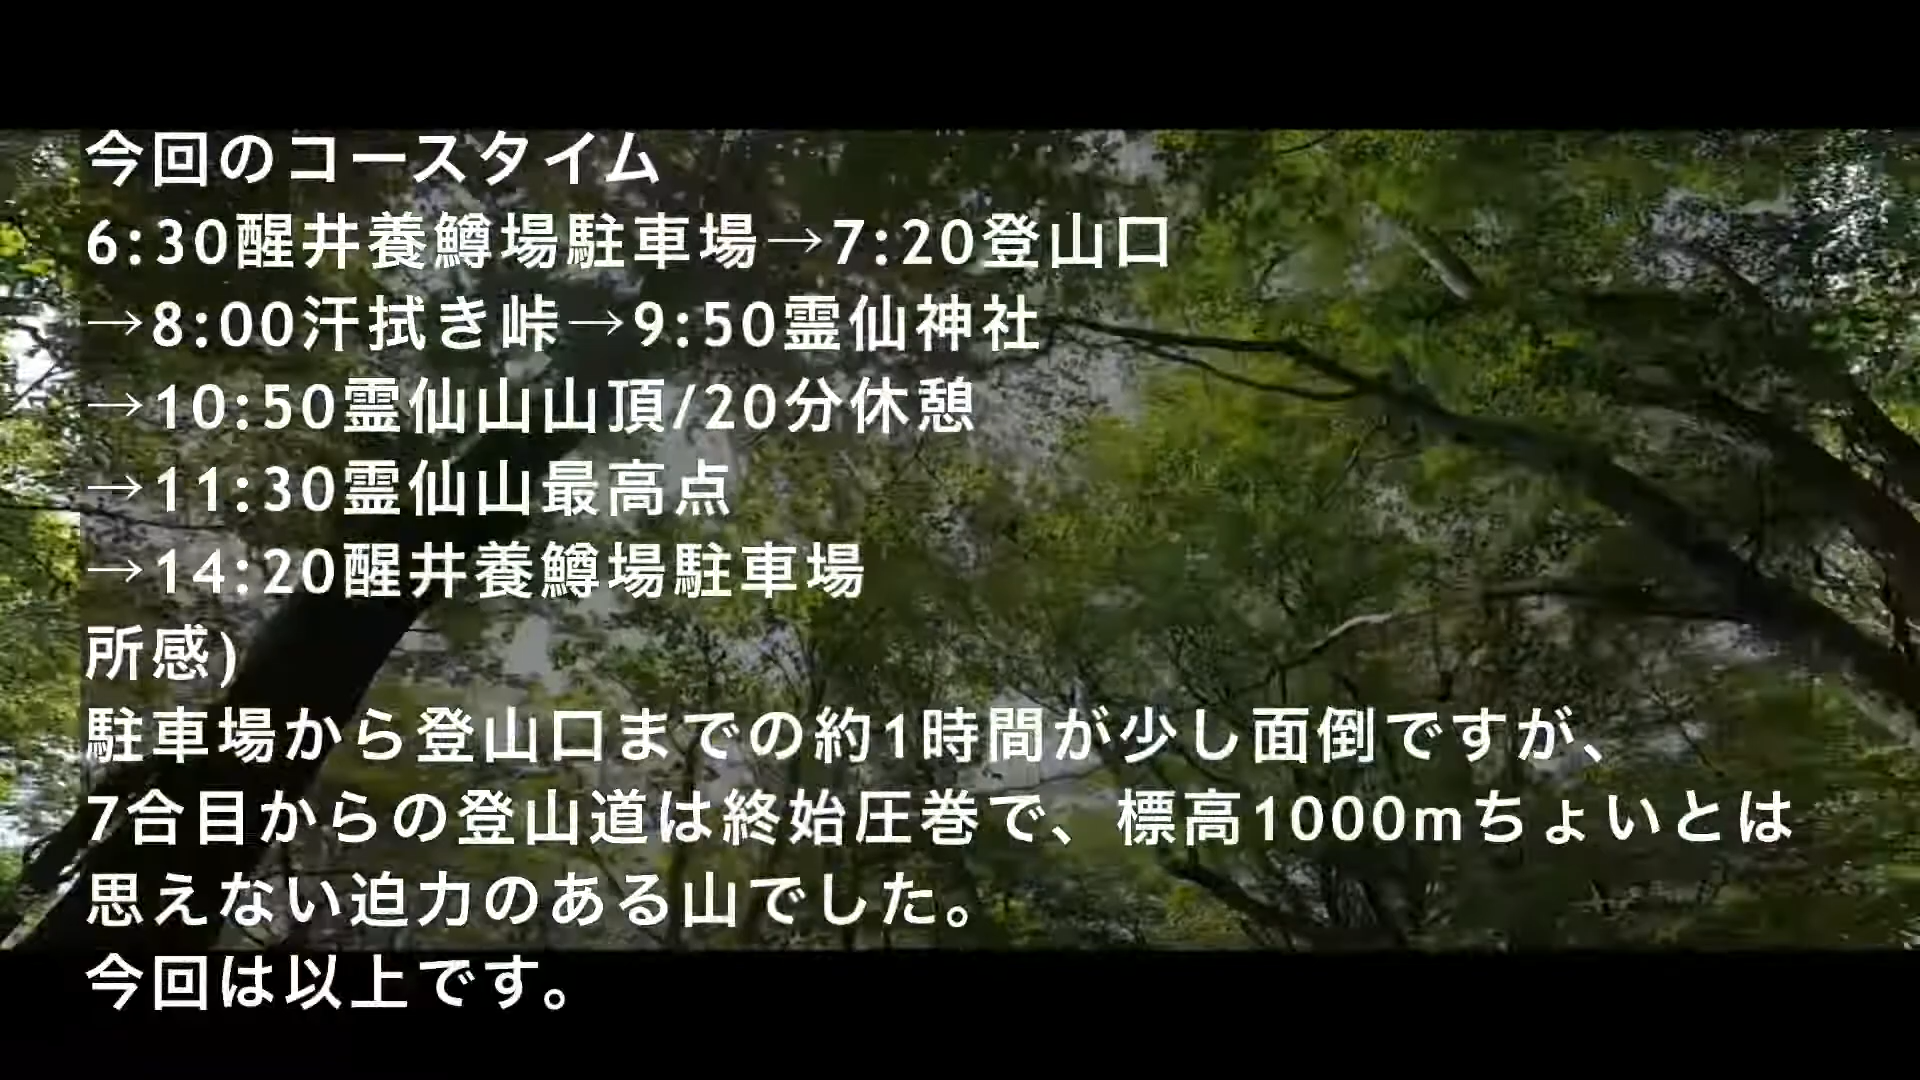 今回のコースタイム
6:30醒井養鱒場駐車場→7:20登山口
→8:00汗拭き峠→9:50霊仙神社
→10:50霊仙山山頂/20分休憩
→11:30霊仙山最高点
→14:20醒井養鱒場駐車場
所感)
駐車場から登山口までの約1時間が少し面倒ですが、
7合目からの登山道は終始圧巻で、標高1000mちょいとは
思えない迫力のある山でした。
今回は以上です。